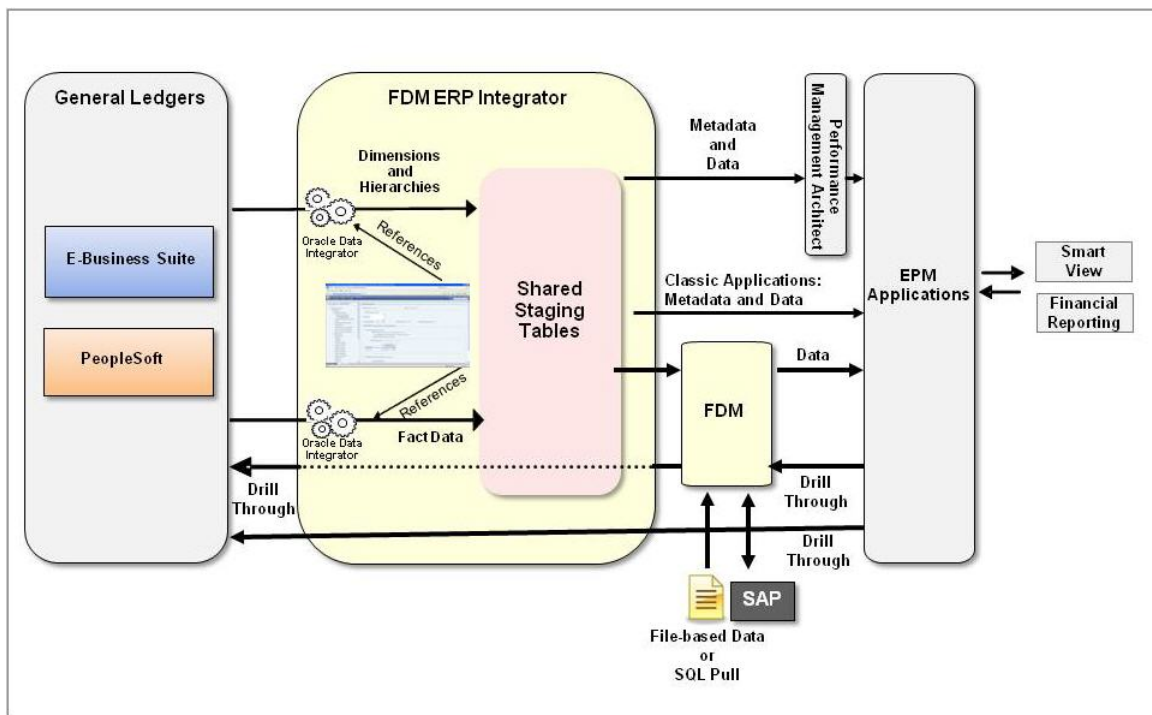 General Ledgers
E-Business Suite
PeopleSoft
FDM ERP Integrator
Dimensions
and
Hierarchies
Oracle Data
Integrator
References
Shared
Staging
Tables
References
Oracle Data
Integrator
Fact Data
Drill
Through
Metadata
and
Data
Performance
Management Architect
Classic Applications:
Metadata and Data
FDM
Data
Drill
Through
Drill
Through
SAP
File-based Data
or
SQL Pull
EPM
Applications
Smart
View
Financial
Reporting